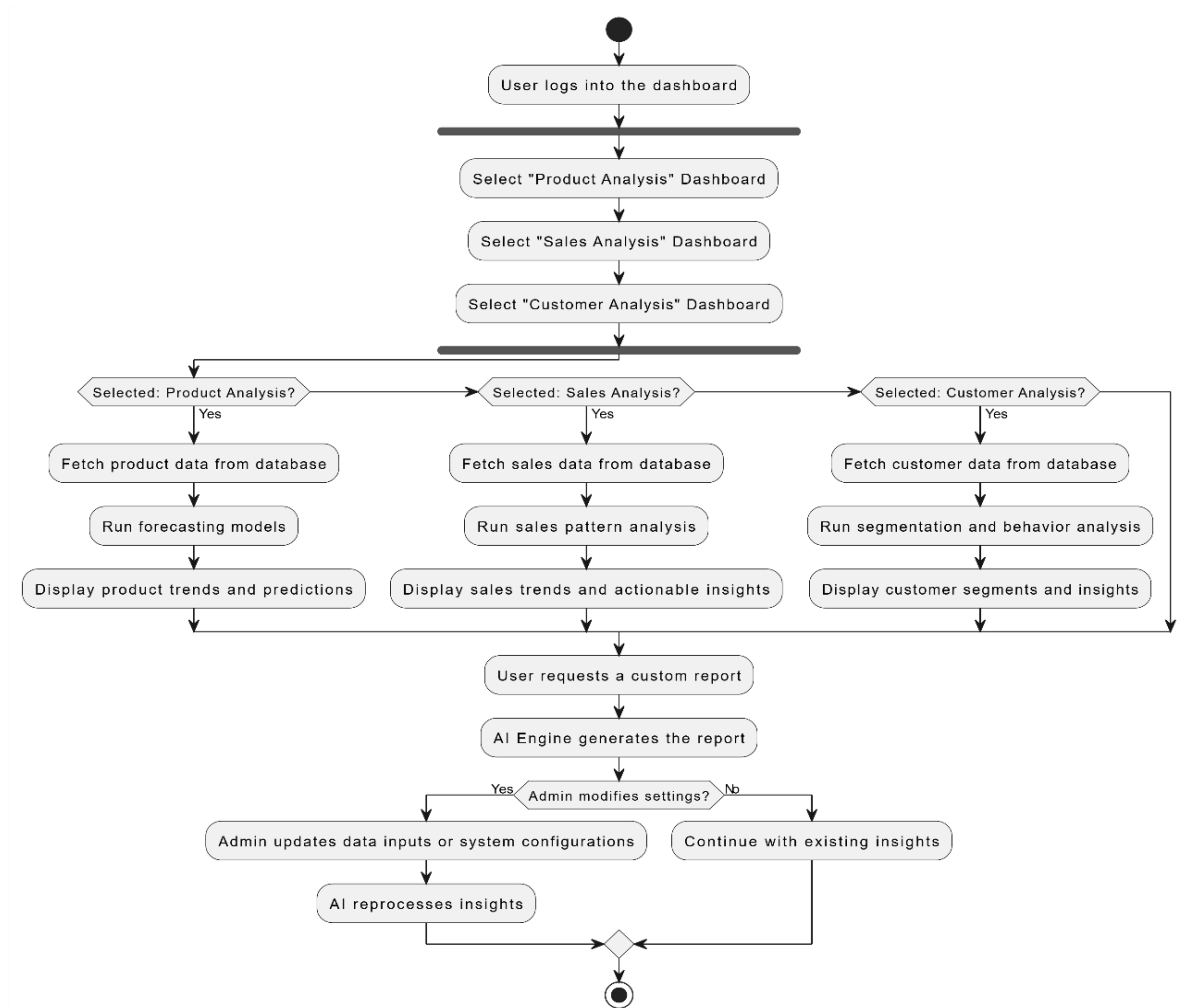 User logs into the dashboard
Select "Product Analysis" Dashboard
Select "Sales Analysis" Dashboard
Select "Customer Analysis" Dashboard
Selected: Product Analysis?
Selected: Sales Analysis?
Selected: Customer Analysis?
Yes
Yes
Yes
Fetch product data from database
Fetch sales data from database
Fetch customer data from database
Run forecasting models
Run sales pattern analysis
Run segmentation and behavior analysis
Display product trends and predictions
Display sales trends and actionable insights
Display customer segments and insights
User requests a custom report
AI Engine generates the report
Yes
Admin modifies settings?
No
Admin updates data inputs or system configurations
Continue with existing insights
AI reprocesses insights